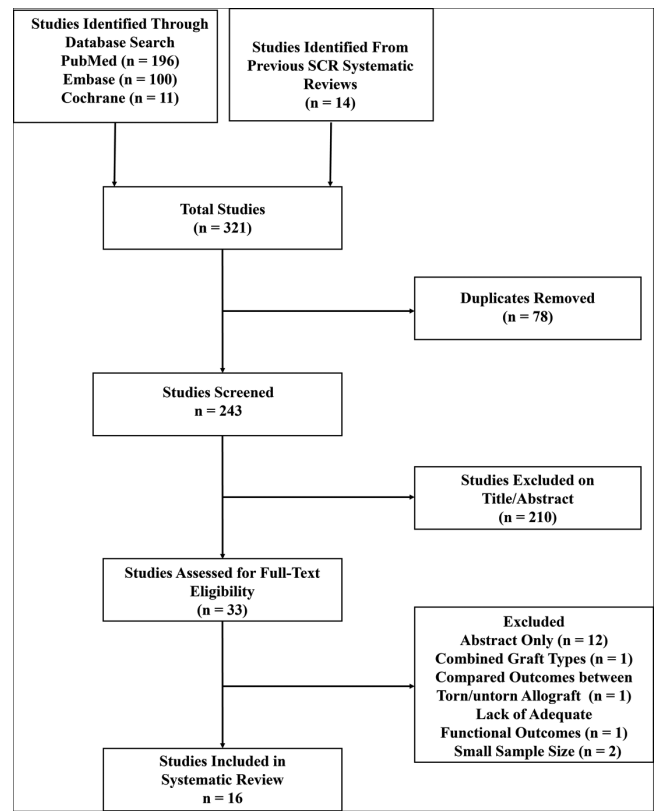 Studies Identified Through
Database Search
PubMed (n = 196)
Embase (n = 100)
Cochrane (n = 11)
Studies Identified From
Previous SCR Systematic
Reviews
(n = 14)
Total Studies
(n = 321)
Duplicates Removed
(n = 78)
Studies Screened
n = 243
Studies Excluded on
Title/Abstract
(n = 210)
Studies Assessed for Full-Text
Eligibility
(n = 33)
Excluded
Abstract Only (n = 12)
Combined Graft Types (n = 1)
Compared Outcomes between
Torn/untorn Allograft (n = 1)
Lack of Adequate
Functional Outcomes (n = 1)
Small Sample Size (n = 2)
Studies Included in
Systematic Review
n = 16